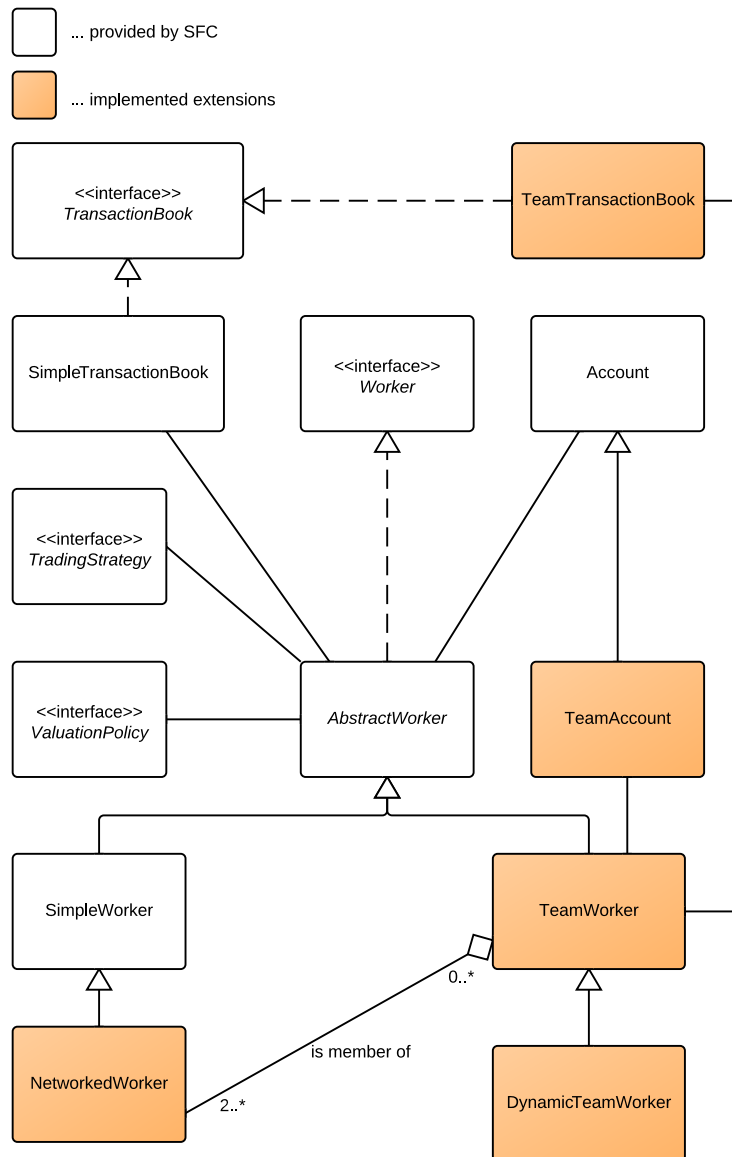 ... provided by SFC
... implemented extensions
<<interface>>
TransactionBook
TeamTransactionBook
SimpleTransactionBook
<<interface>>
Worker
Account
<<interface>>
TradingStrategy
<<interface>>
ValuationPolicy
AbstractWorker
TeamAccount
SimpleWorker
TeamWorker
0..*
is member of
NetworkedWorker
2..*
DynamicTeamWorker